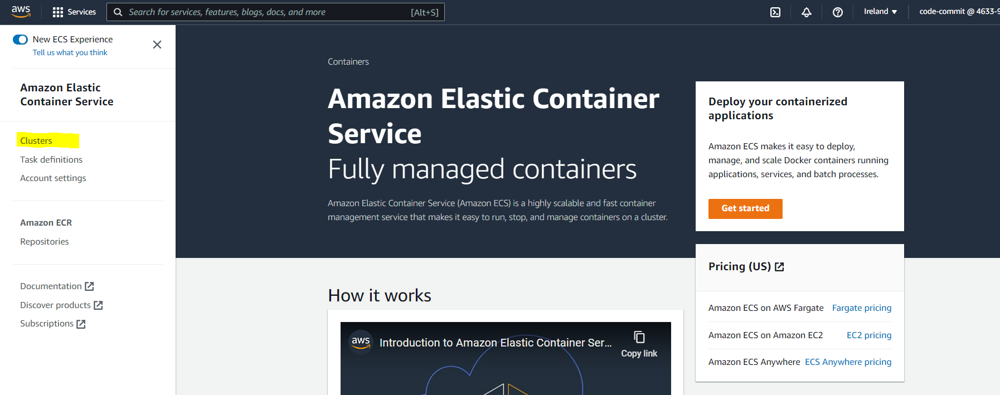 aws
Services
Search for services, features, blogs, docs, and more
[Alt+S]
Ireland ▼
code-commit @ 4633-9
New ECS Experience
Tell us what you think
Amazon Elastic
Container Service
Clusters
Task definitions
Account settings
Amazon ECR
Repositories
Documentation
Discover products
Subscriptions
Containers
Amazon Elastic Container
Service
Fully managed containers
Amazon Elastic Container Service (Amazon ECS) is a highly scalable and fast container
management service that makes it easy to run, stop, and manage containers on a cluster.
Deploy your containerized
applications
Amazon ECS makes it easy to deploy,
manage, and scale Docker containers running
applications, services, and batch processes.
Get started
Pricing (US)
Amazon ECS on AWS Fargate Fargate pricing
Amazon ECS on Amazon EC2 EC2 pricing
Amazon ECS Anywhere ECS Anywhere pricing
How it works
aws
Introduction to Amazon Elastic Container Ser...
Copy link